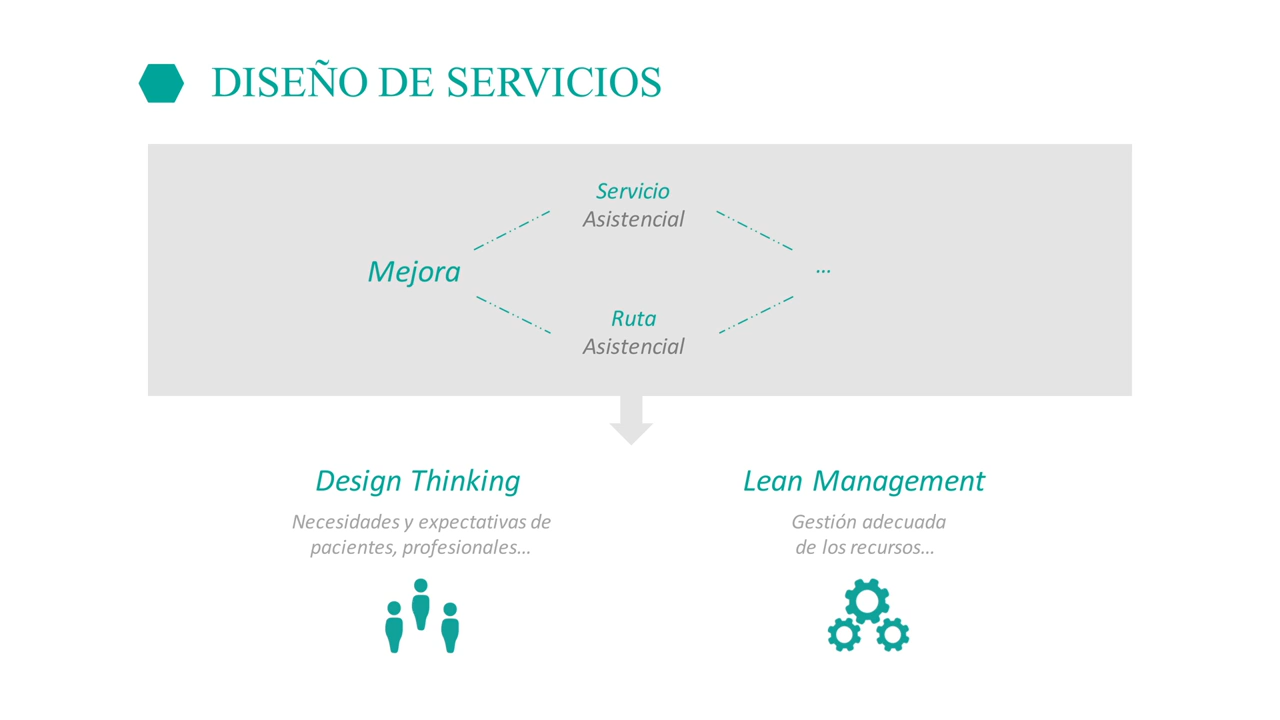 DISEÑO DE SERVICIOS
Servicio
Asistencial
Mejora
...
Ruta
Asistencial
Design Thinking
Necesidades y expectativas de
pacientes, profesionales...
Lean Management
Gestión adecuada
de los recursos...